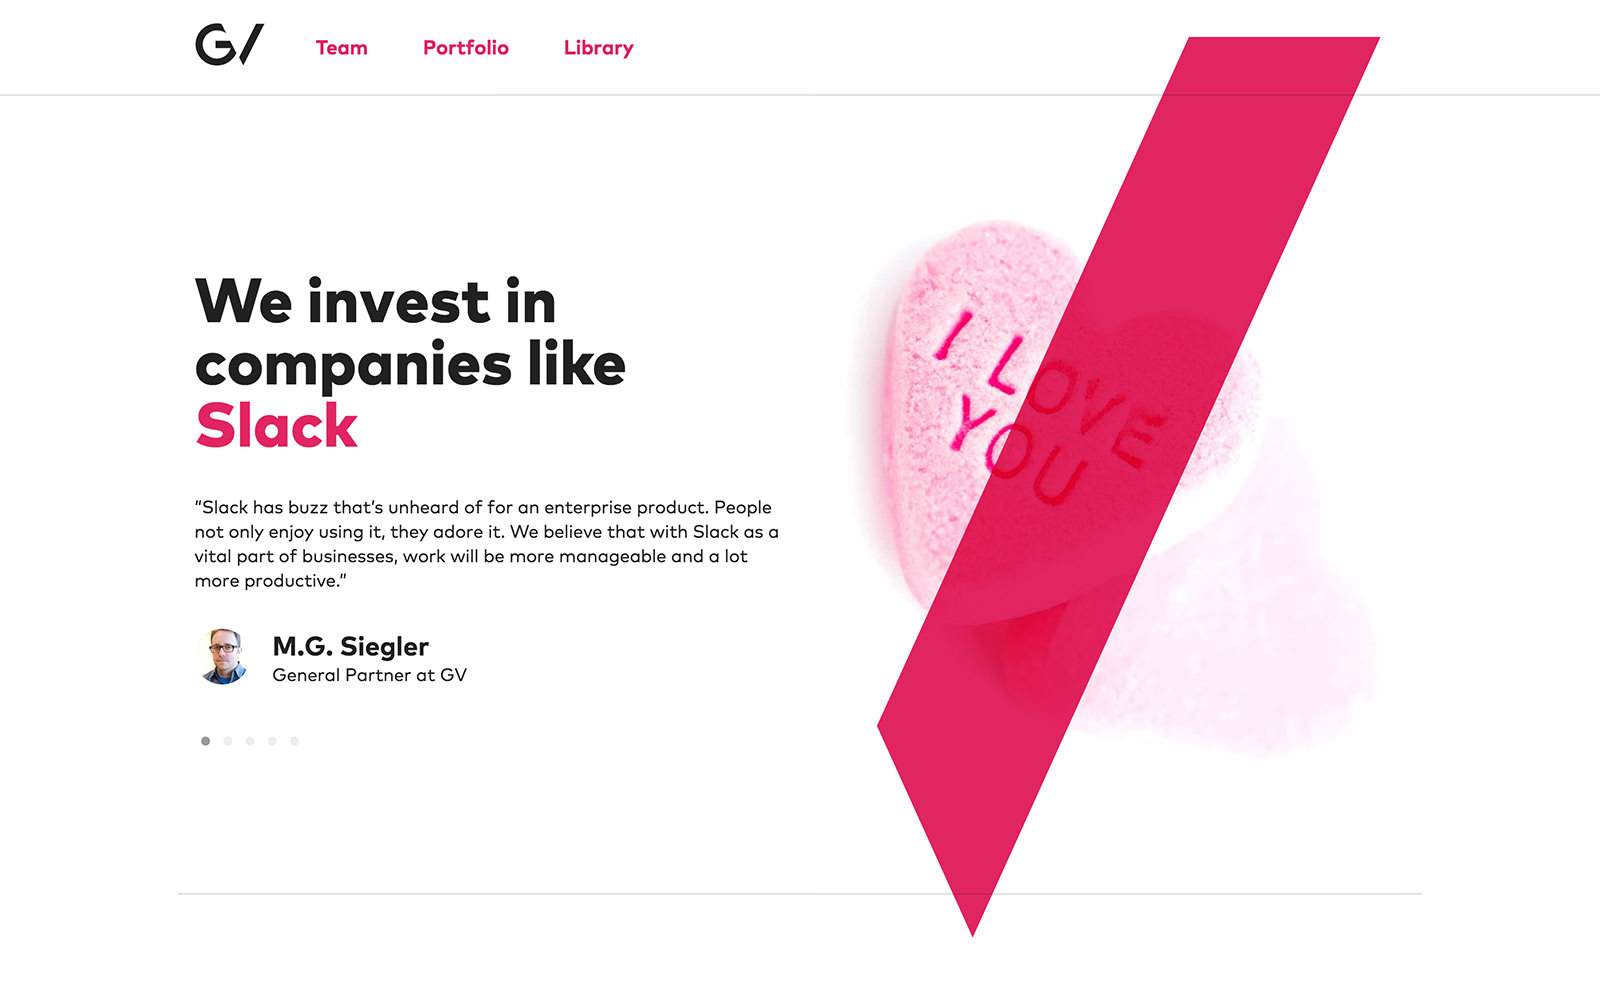 GV
Team
Portfolio
Library
We invest in
companies like
Slack
“Slack has buzz that’s unheard of for an enterprise product. People
not only enjoy using it, they adore it. We believe that with Slack as a
vital part of businesses, work will be more manageable and a lot
more productive.”
M.G. Siegler
General Partner at GV
I LOVE
YOU